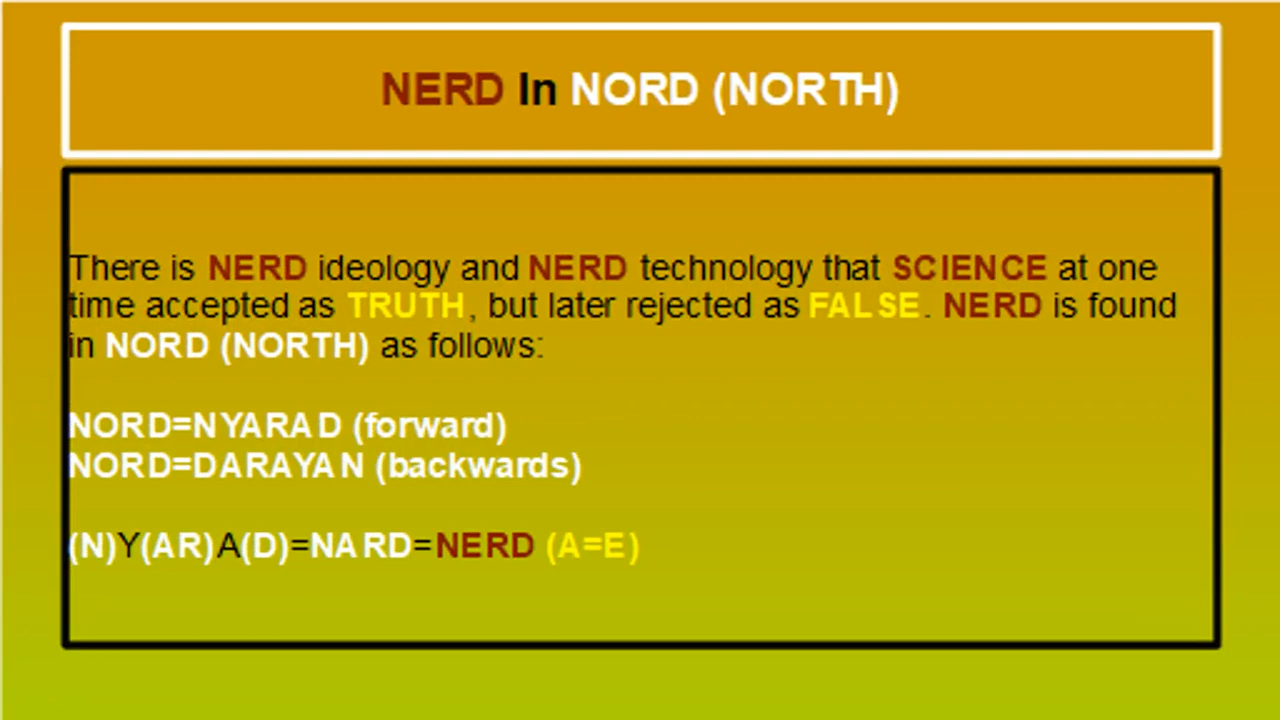 NERD In NORD (NORTH)
There is NERD ideology and NERD technology that SCIENCE at one
time accepted as TRUTH, but later rejected as FALSE. NERD is found
in NORD (NORTH) as follows:
NORD=NYARAD (forward)
NORD=DARAYAN (backwards)
(N)Y(AR)A(D)=NARD=NERD (A=E)